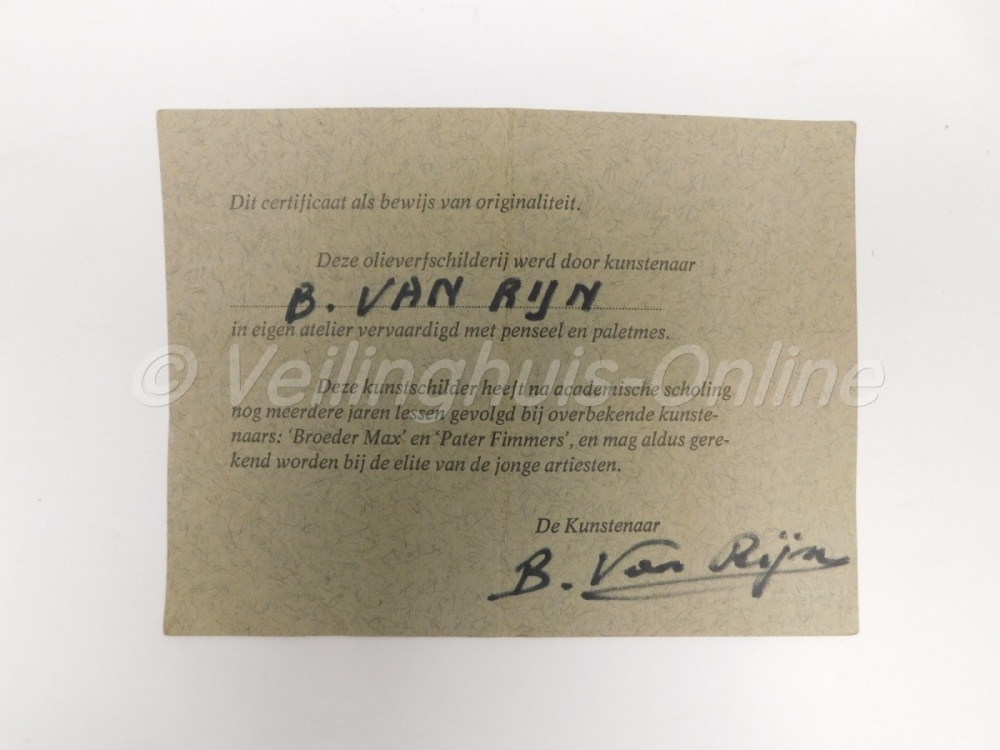 Dit certificaat als bewijs van originaliteit.
Deze olieverfschilderij werd door kunstenaar
B. VAN RIJN
in eigen atelier vervaardigd met penseel en paletmes.
© Veilinghuis-Online
Deze kunstschilder heeft na academische scholing
nog meerdere jaren lessen gevolgd bij overbekende kunste-
naars: ‘Broeder Max’ en ‘Pater Fimmers’, en mag aldus gere-
kend worden bij de elite van de jonge artiesten.
De Kunstenaar
B. Van Rijn